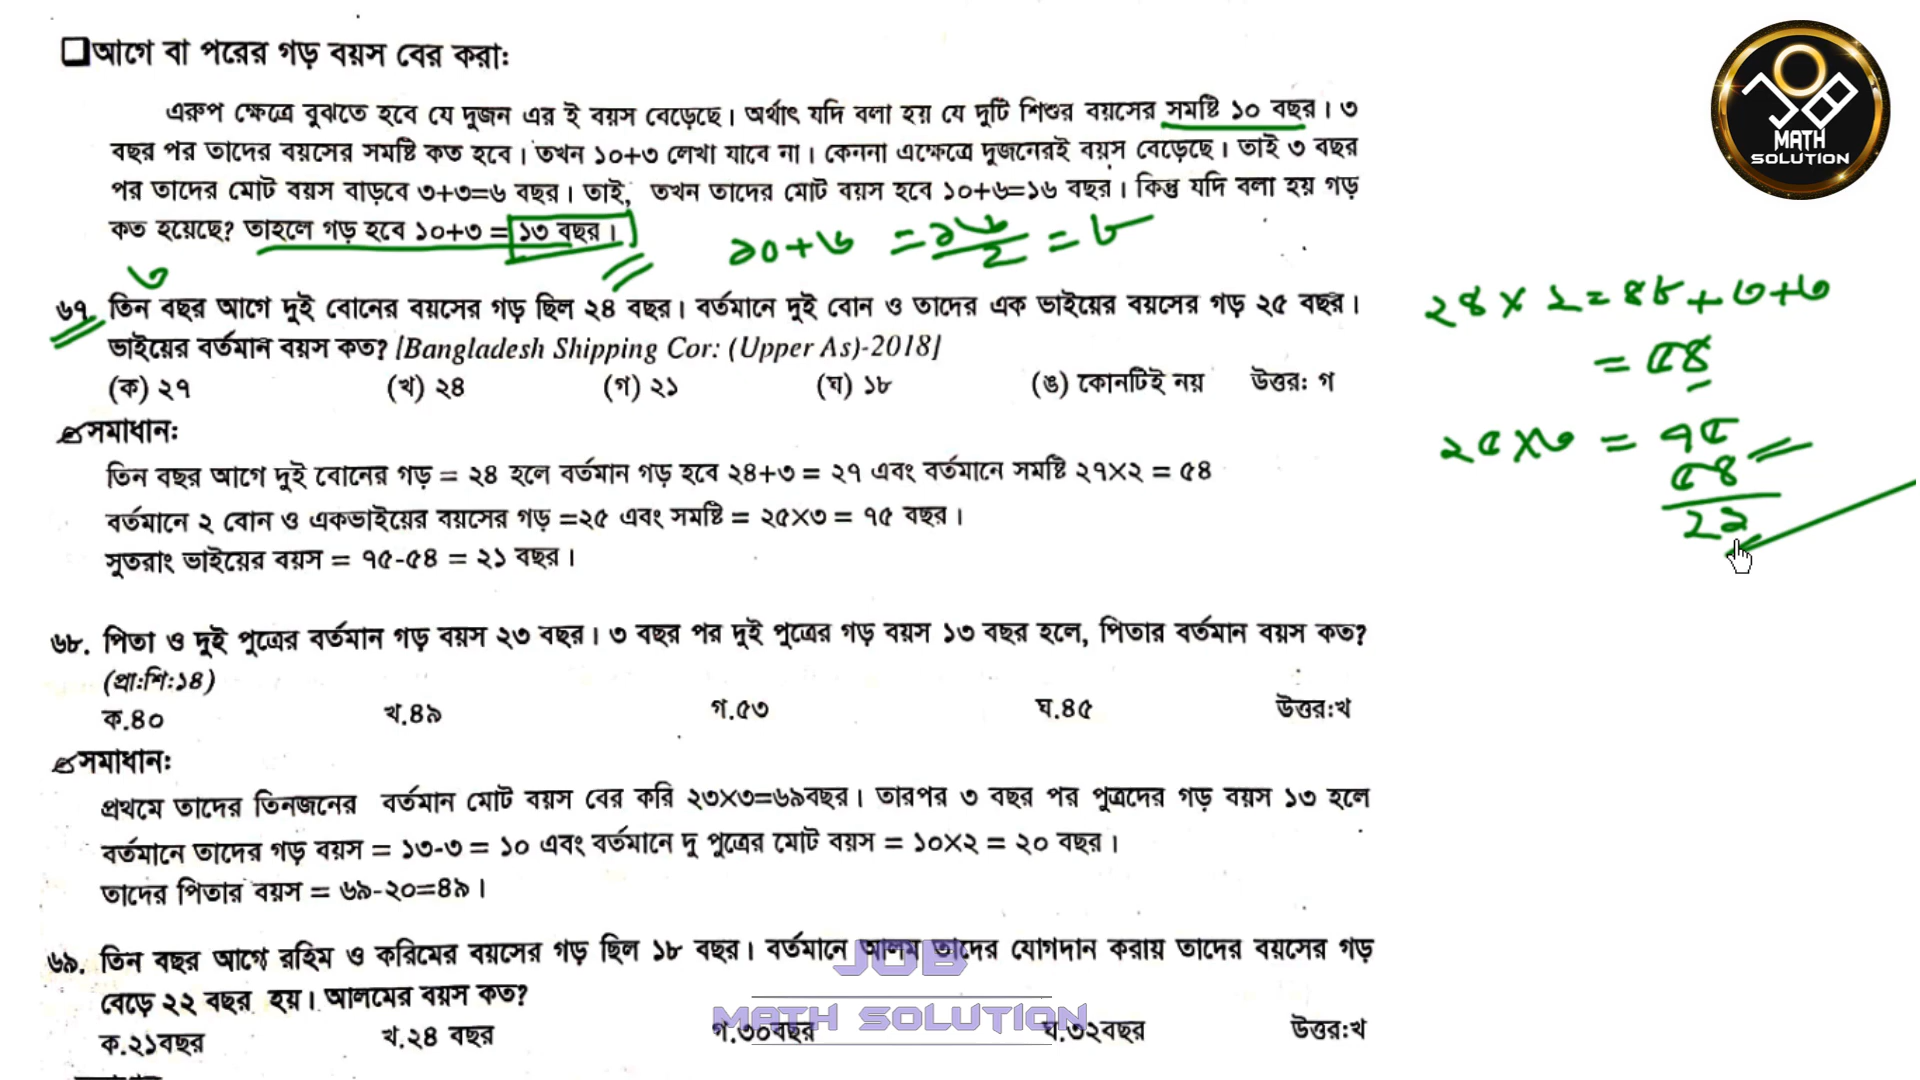 আগে বা পরের গড় বয়স বের করা:
এরুপ ক্ষেত্রে বুঝতে হবে যে দুজন এর ই বয়স বেড়েছে। অর্থাৎ যদি বলা হয় যে দুটি শিশুর বয়সের সমষ্টি ১০ বছর। ৩
বছর পর তাদের বয়সের সমষ্টি কত হবে। তখন ১০+৩ লেখা যাবে না। কেননা এক্ষেত্রে দুজনেরই বয়স বেড়েছে। তাই ৩ বছর
পর তাদের মোট বয়স বাড়বে ৩+৩=৬ বছর। তাই, তখন তাদের মোট বয়স হবে ১০+৬=১৬ বছর। কিন্তু যদি বলা হয় গড়
কত হয়েছে? তাহলে গড় হবে ১০+৩ = ১৩ বছর।
১০+৬ = ১৬/২ = ৮
৩
৬৭. তিন বছর আগে দুই বোনের বয়সের গড় ছিল ২৪ বছর। বর্তমানে দুই বোন ও তাদের এক ভাইয়ের বয়সের গড় ২৫ বছর।
ভাইয়ের বর্তমান বয়স কত? [Bangladesh Shipping Cor: (Upper As)-2018]
(ক) ২৭ (খ) ২৪ (গ) ২১ (ঘ) ১৮ (ঙ) কোনটিই নয় উত্তর: গ
সমাধান:
তিন বছর আগে দুই বোনের গড় = ২৪ হলে বর্তমান গড় হবে ২৪+৩ = ২৭ এবং বর্তমানে সমষ্টি ২৭×২ = ৫৪
বর্তমানে ২ বোন ও একভাইয়ের বয়সের গড় =২৫ এবং সমষ্টি = ২৫×৩ = ৭৫ বছর।
সুতরাং ভাইয়ের বয়স = ৭৫-৫৪ = ২১ বছর।
২৪ × ২ = ৪৮ + ৩ + ৩
= ৫৪
২৫ × ৩ = ৭৫
৫৪
২১
৬৮. পিতা ও দুই পুত্রের বর্তমান গড় বয়স ২৩ বছর। ৩ বছর পর দুই পুত্রের গড় বয়স ১৩ বছর হলে, পিতার বর্তমান বয়স কত?
(প্রা:শি:১৪)
ক.৪০ খ.৪৯ গ.৫৩ ঘ.৪৫ উত্তর:খ
সমাধান:
প্রথমে তাদের তিনজনের বর্তমান মোট বয়স বের করি ২৩×৩=৬৯বছর। তারপর ৩ বছর পর পুত্রদের গড় বয়স ১৩ হলে
বর্তমানে তাদের গড় বয়স = ১৩-৩ = ১০ এবং বর্তমানে দু পুত্রের মোট বয়স = ১০×২ = ২০ বছর।
তাদের পিতার বয়স = ৬৯-২০=৪৯।
৬৯. তিন বছর আগে রহিম ও করিমের বয়সের গড় ছিল ১৮ বছর। বর্তমানে আলম তাদের যোগদান করায় তাদের বয়সের গড়
বেড়ে ২২ বছর হয়। আলমের বয়স কত?
ক.২১বছর খ.২৪ বছর গ.৩০বছর ঘ.৩২বছর উত্তর:খ
JOB
MATH SOLUTION
MATH
SOLUTION